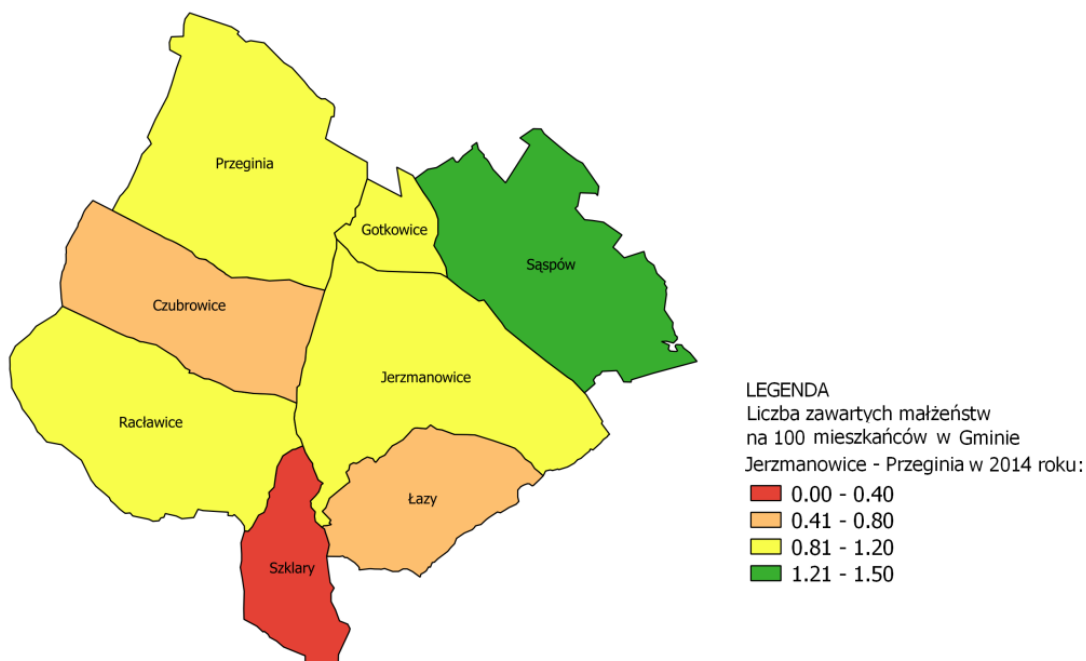 Przeginia
Gotkowice
Sąspów
Czubrowice
Jerzmanowice
Racławice
Łazy
Szklary
LEGENDA
Liczba zawartych małżeństw
na 100 mieszkańców w Gminie
Jerzmanowice - Przeginia w 2014 roku:
0.00 - 0.40
0.41 - 0.80
0.81 - 1.20
1.21 - 1.50